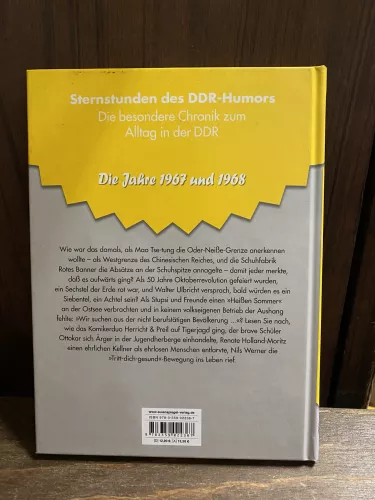 Sternstunden des DDR-Humors
Die besondere Chronik zum
Alltag in der DDR
Die Jahre 1967 und 1968
Wie war das damals, als Mao Tse-tung die Oder-Neiße-Grenze anerkennen
wollte – als Westgrenze des Chinesischen Reiches, und die Schuhfabrik
Rotes Banner die Absätze an der Schuhspitze annagelte – damit jeder merkte,
daß es aufwärts ging? Als 50 Jahre Oktoberrevolution gefeiert wurden,
ein Sechstel der Erde rot war, und Walter Ulbricht versprach, bald würden es ein
Siebentel, ein Achtel sein? Als Stupsi und Freunde einen »Heißen Sommer«
an der Ostsee verbrachten und in keinem volkseigenen Betrieb der Aushang
fehlte: »Wir suchen aus der nicht berufstätigen Bevölkerung ...«? Lesen Sie nach,
wie das Komikerduo Herricht & Preil auf Tigerjagd ging, der brave Schüler
Ottokar sich Ärger in der Jugendherberge einhandelte, Renate Holland-Moritz
einen ehrlichen Kellner als ehrlosen Menschen entlarvte, Nils Werner die
»Tritt-dich-gesund«-Bewegung ins Leben rief.
www.eulenspiegel-verlag.de